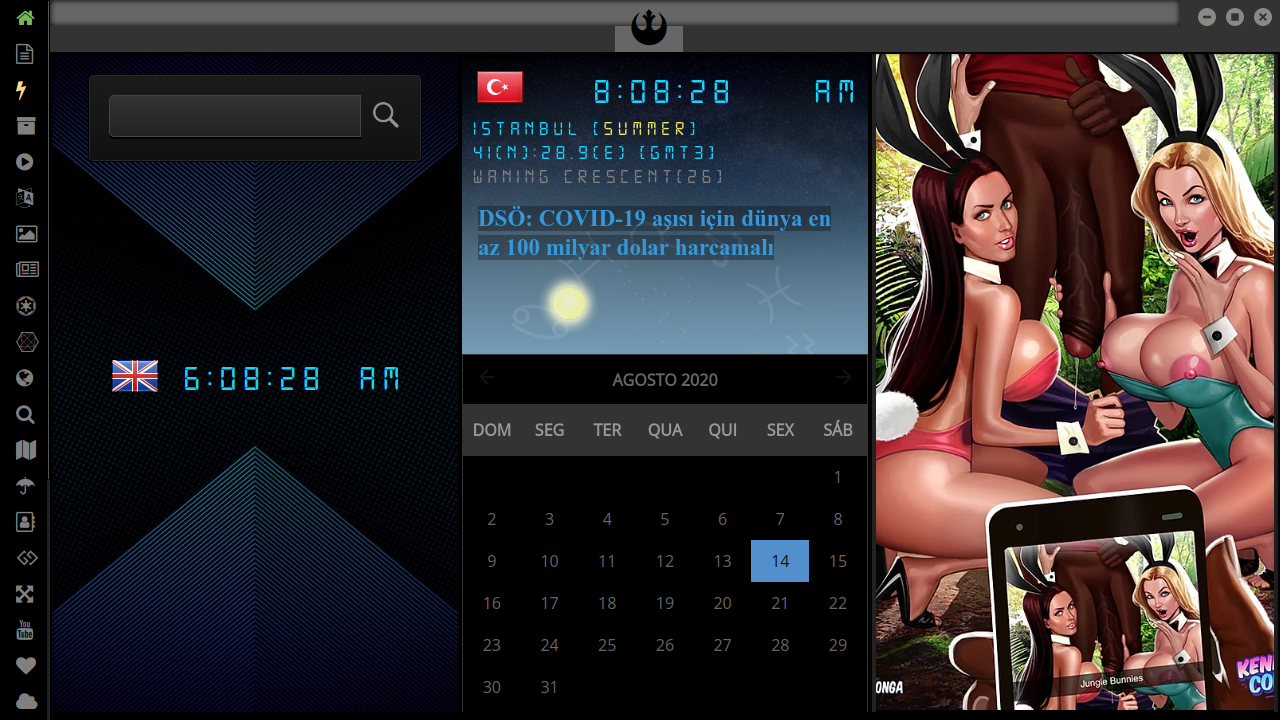 8:08:28 AM
ISTANBUL (SUMMER)
41(N):28.9(E) (GMT3)
WANING CRESCENT(26)
DSÖ: COVID-19 aşısı için dünya en
az 100 milyar dolar harcamalı
6:08:28 AM
AGOSTO 2020
DOM SEG TER QUA QUI SEX SÁB
1
2 3 4 5 6 7 8
9 10 11 12 13 14 15
16 17 18 19 20 21 22
23 24 25 26 27 28 29
30 31
You
Tube
Jungle Bunnies